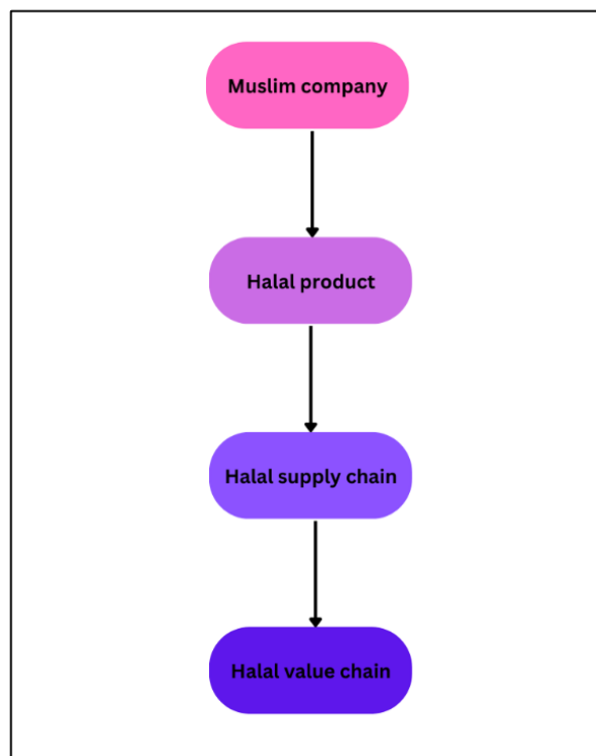 Muslim company
Halal product
Halal supply chain
Halal value chain